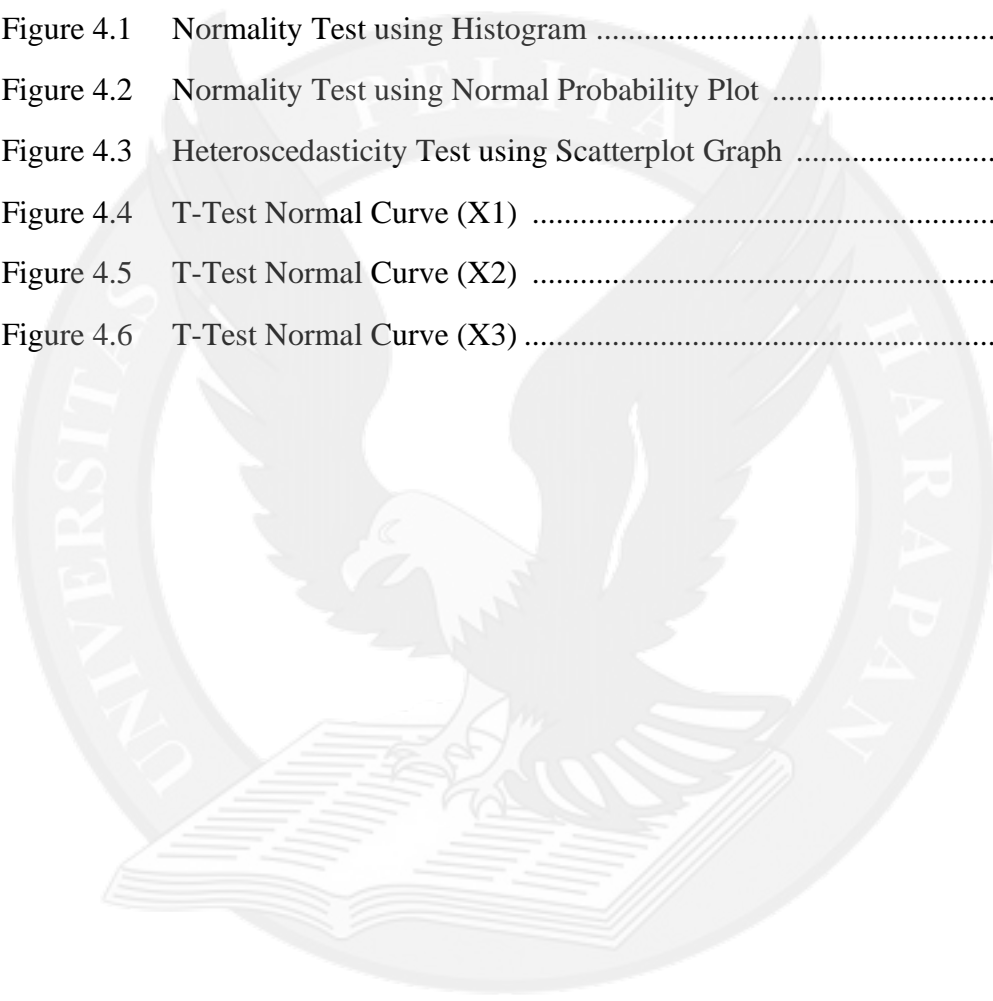 Figure 4.1 Normality Test using Histogram ............................................................
Figure 4.2 Normality Test using Normal Probability Plot .................................
Figure 4.3 Heteroscedasticity Test using Scatterplot Graph ..............................
Figure 4.4 T-Test Normal Curve (X1) ....................................................................
Figure 4.5 T-Test Normal Curve (X2) ....................................................................
Figure 4.6 T-Test Normal Curve (X3) .....................................................................
UNIVERSITAS PELITA HARAPAN